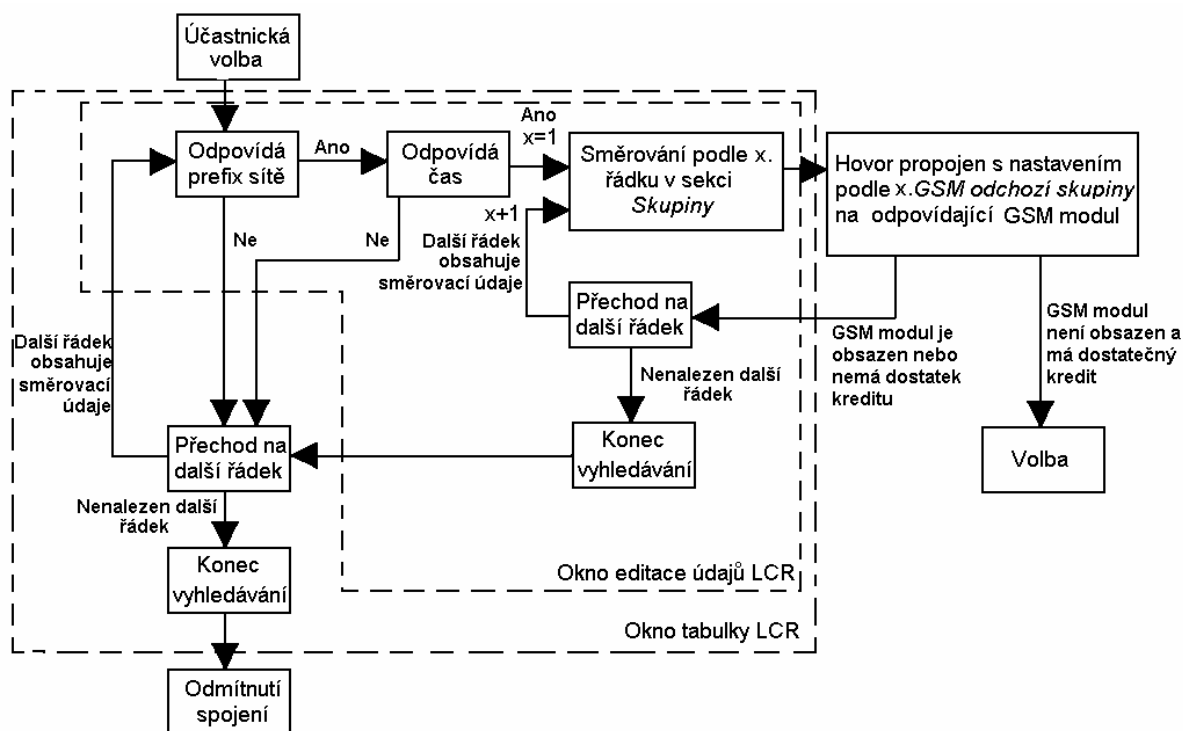 Účastnická
volba
Odpovídá
prefix sítě
Ano
Odpovídá
čas
Ano
x=1
Směrování podle x.
řádku v sekci
Skupiny
Hovor propojen s nastavením
podle x.GSM odchozí skupiny
na odpovídající GSM modul
Ne
Ne
x+1
Další řádek
obsahuje
směrovací údaje
Přechod na
další řádek
GSM modul je
obsazen nebo
nemá dostatek
kreditu
GSM modul
není obsazen a
má dostatečný
kredit
Další řádek
obsahuje
směrovací
údaje
Nenalezen další
řádek
Přechod na
další řádek
Konec
vyhledávání
Volba
Nenalezen další
řádek
Konec
vyhledávání
Okno editace údajů LCR
Okno tabulky LCR
Odmítnutí
spojení